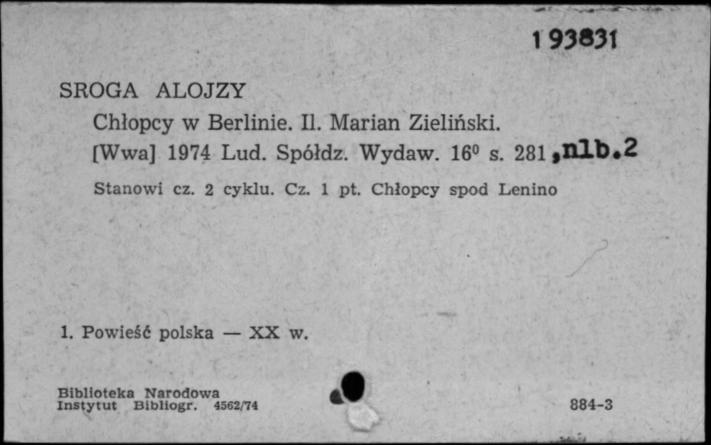 193831
SROGA ALOJZY
Chłopcy w Berlinie. Il. Marian Zieliński.
[Wwa] 1974 Lud. Spółdz. Wydaw. 16⁰ s. 281,nlb.2
Stanowi cz. 2 cyklu. Cz. 1 pt. Chłopcy spod Lenino
1. Powieść polska — XX w.
Biblioteka Narodowa
Instytut Bibliogr. 4562/74
884-3